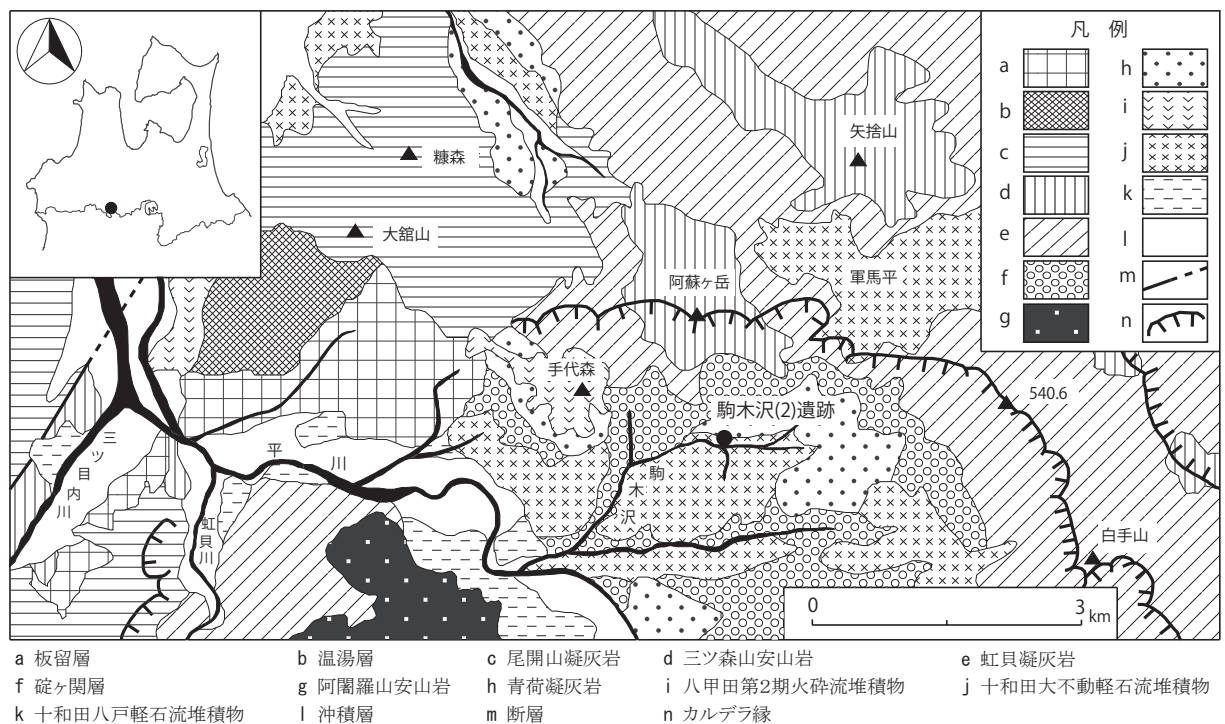 凡 例
a
b
c
d
e
f
g
h
i
j
k
l
m
n
矢捨山
糠森
大舘山
阿蘇ヶ岳
軍馬平
手代森
駒木沢(2)遺跡
540.6
平川
駒木沢
三ツ目内川
虹貝川
白手山
0 3 km
a 板留層 b 温湯層 c 尾開山凝灰岩 d 三ツ森山安山岩 e 虹貝凝灰岩
f 碇ヶ関層 g 阿闍羅山安山岩 h 青荷凝灰岩 i 八甲田第2期火砕流堆積物 j 十和田大不動軽石流堆積物
k 十和田八戸軽石流堆積物 l 沖積層 m 断層 n カルデラ縁